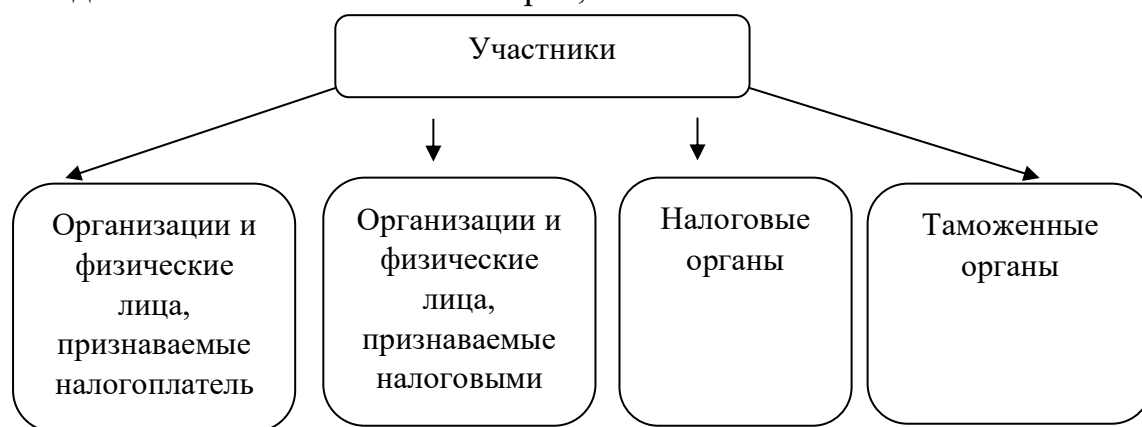 Участники
Организации и
физические
лица,
признаваемые
налогоплатель
Организации и
физические
лица,
признаваемые
налоговыми
Налоговые
органы
Таможенные
органы